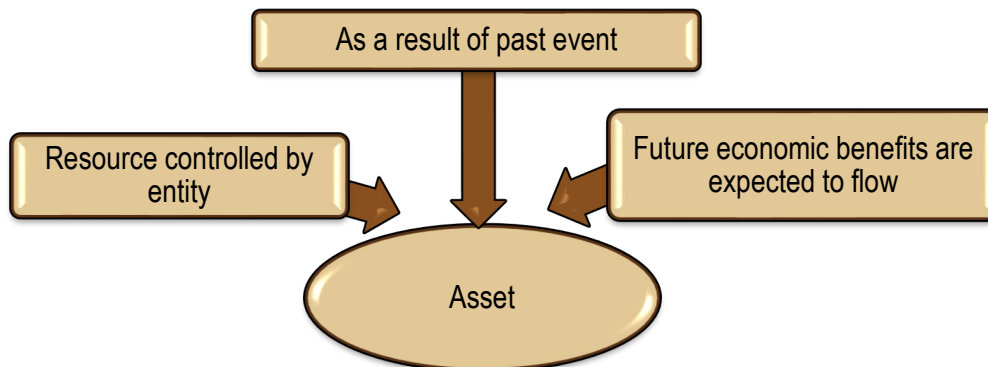 As a result of past event
Resource controlled by
entity
Future economic benefits are
expected to flow
Asset